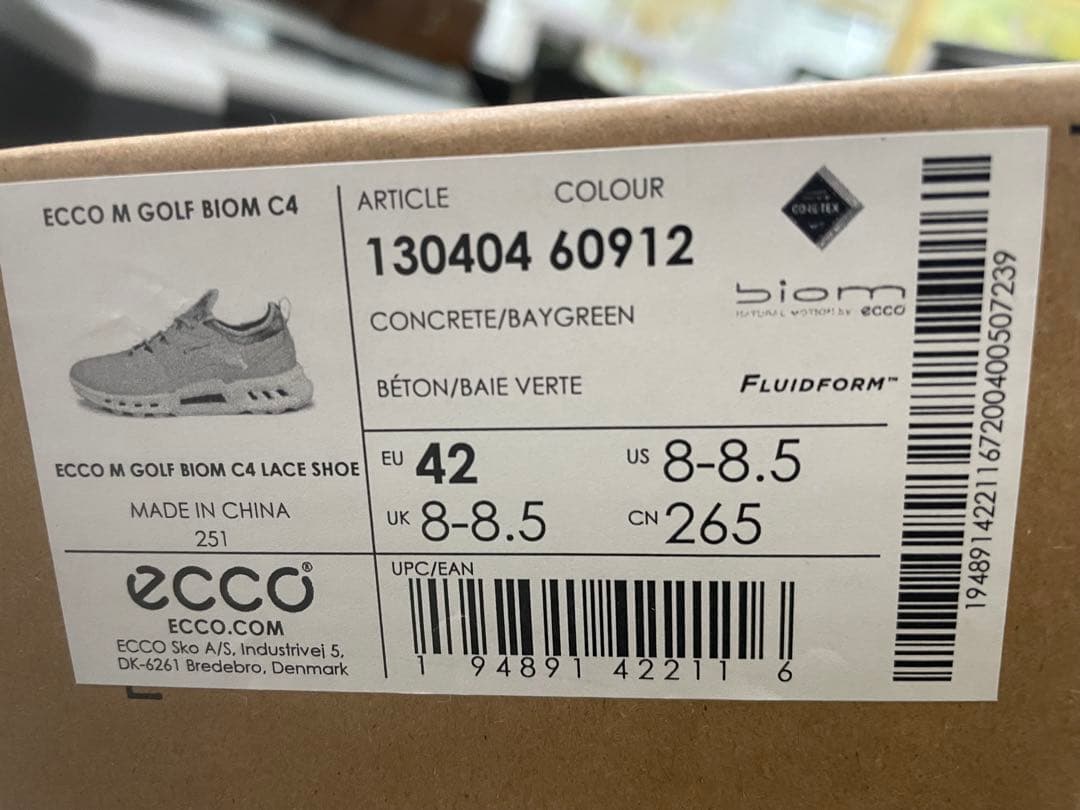 ECCO M GOLF BIOM C4
ECCO M GOLF BIOM C4 LACE SHOE
MADE IN CHINA
251
ecco®
ECCO.COM
ECCO Sko A/S, Industrivej 5,
DK-6261 Bredebro, Denmark
ARTICLE COLOUR
130404 60912
CONCRETE/BAYGREEN
BÉTON/BAIE VERTE
GORE-TEX
biom
NATURAL MOTION® BY ecco
FLUIDFORM™
EU 42 US 8-8.5
UK 8-8.5 CN 265
UPC/EAN
1 94891 42211 6
1948914221167200400507239